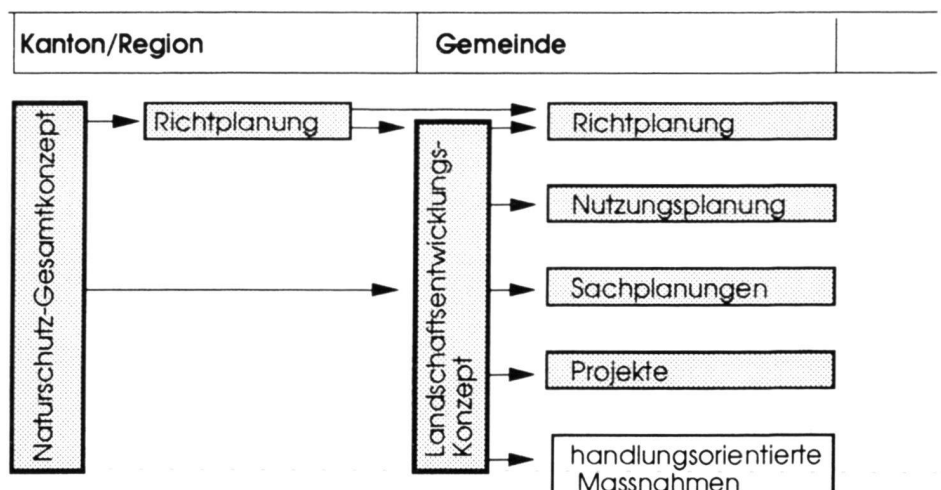 Kanton/Region
Gemeinde
Naturschutz-Gesamtkonzept
Richtplanung
Landschaftsentwicklungs-
Konzept
Richtplanung
Nutzungsplanung
Sachplanungen
Projekte
handlungsorientierte
Massnahmen